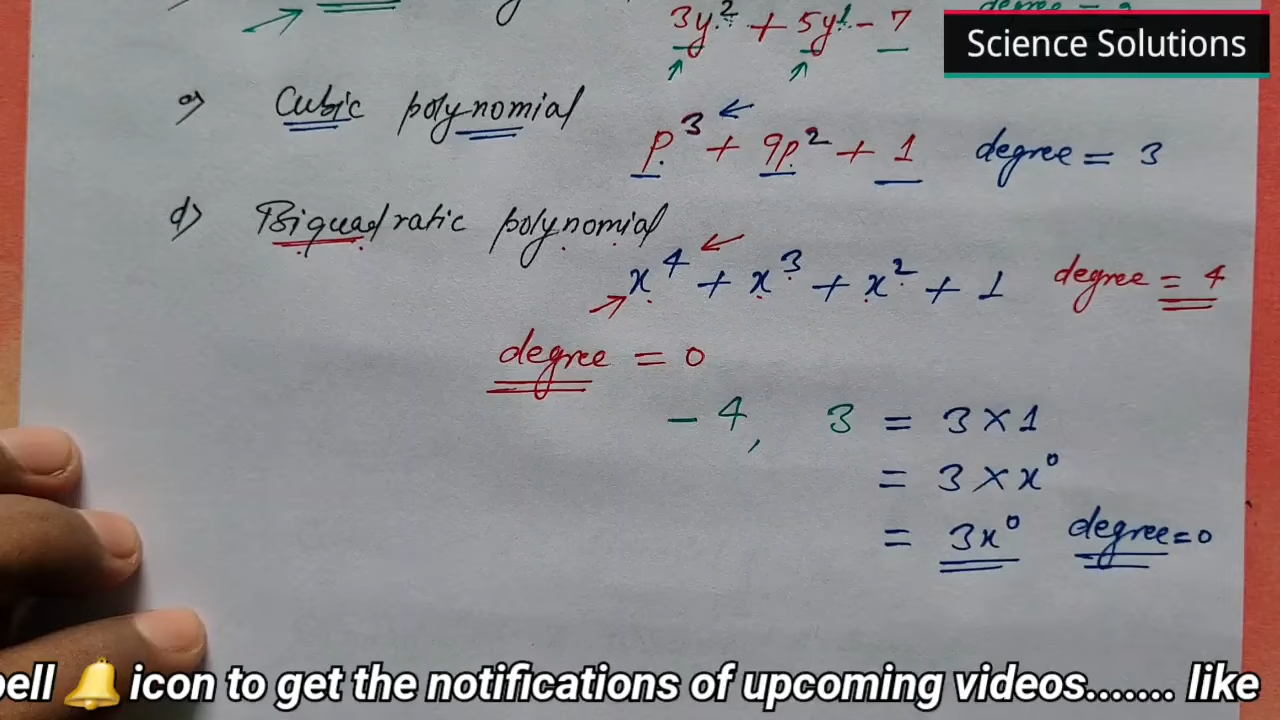 3y² + 5y¹ - 7
Science Solutions
c) Cubic polynomial
p³ + 9p² + 1 degree = 3
d) Biquadratic polynomial
x⁴ + x³ + x² + 1 degree = 4
degree = 0
- 4, 3 = 3 × 1
= 3 × x⁰
= 3x⁰ degree = 0
bell 🔔 icon to get the notifications of upcoming videos....... like